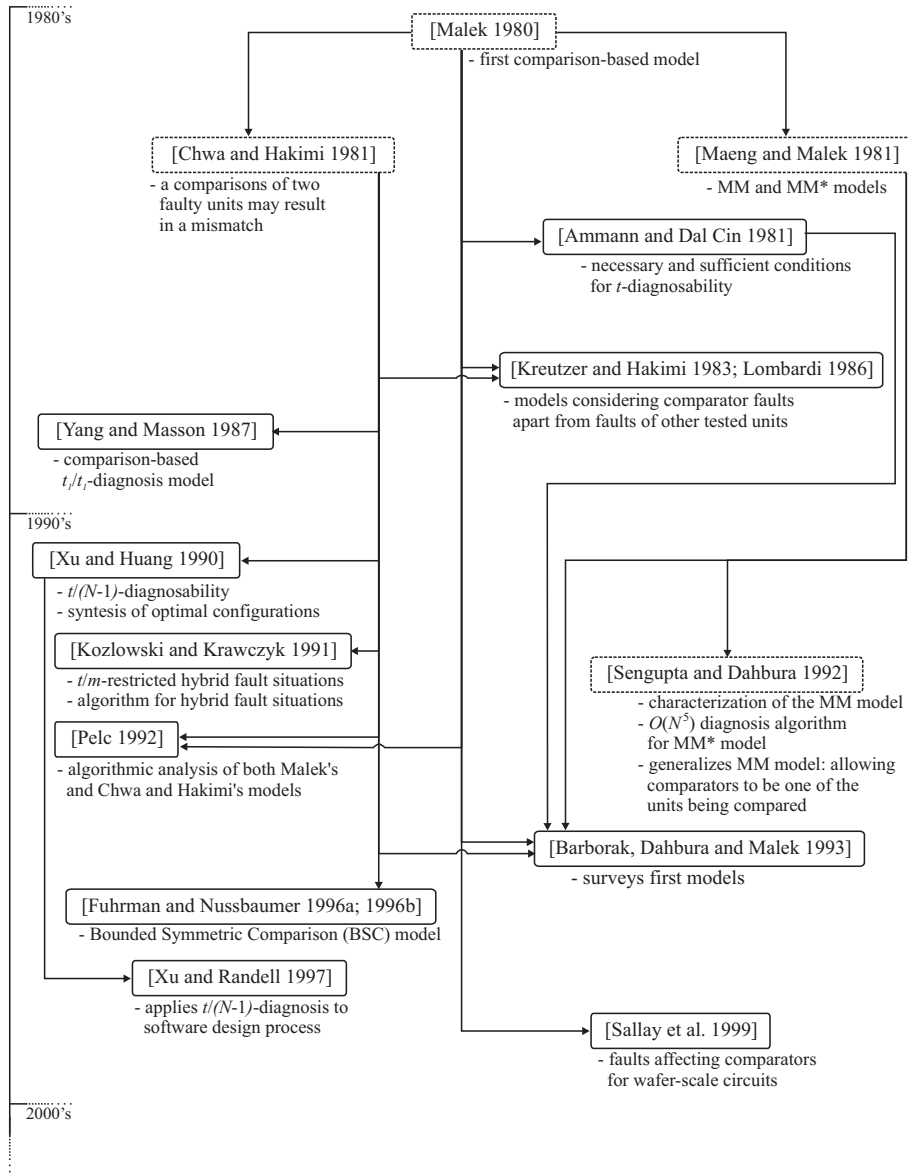 1980's
[Malek 1980]
- first comparison-based model
[Chwa and Hakimi 1981]
- a comparisons of two
faulty units may result
in a mismatch
[Maeng and Malek 1981]
- MM and MM* models
[Ammann and Dal Cin 1981]
- necessary and sufficient conditions
for t-diagnosability
[Kreutzer and Hakimi 1983; Lombardi 1986]
- models considering comparator faults
apart from faults of other tested units
[Yang and Masson 1987]
- comparison-based
t₁/t₁-diagnosis model
1990's
[Xu and Huang 1990]
- t/(N-1)-diagnosability
- syntesis of optimal configurations
[Kozlowski and Krawczyk 1991]
- t/m-restricted hybrid fault situations
- algorithm for hybrid fault situations
[Sengupta and Dahbura 1992]
- characterization of the MM model
- O(N⁵) diagnosis algorithm
for MM* model
- generalizes MM model: allowing
comparators to be one of the
units being compared
[Pelc 1992]
- algorithmic analysis of both Malek's
and Chwa and Hakimi's models
[Barborak, Dahbura and Malek 1993]
- surveys first models
[Fuhrman and Nussbaumer 1996a; 1996b]
- Bounded Symmetric Comparison (BSC) model
[Xu and Randell 1997]
- applies t/(N-1)-diagnosis to
software design process
[Sallay et al. 1999]
- faults affecting comparators
for wafer-scale circuits
2000's